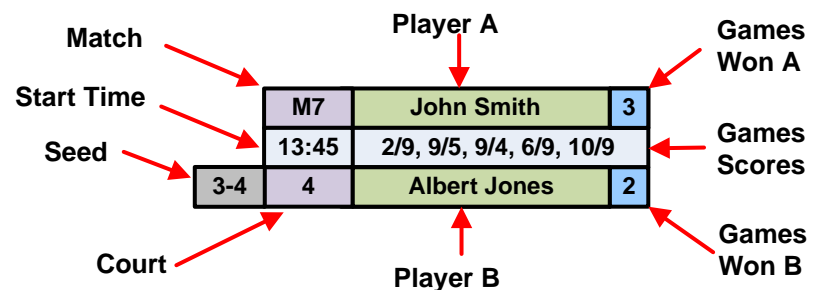 Player A
Match
Games
Won A
Start Time
M7 John Smith 3
Seed
13:45 2/9, 9/5, 9/4, 6/9, 10/9
Games
Scores
3-4 4 Albert Jones 2
Court
Player B
Games
Won B